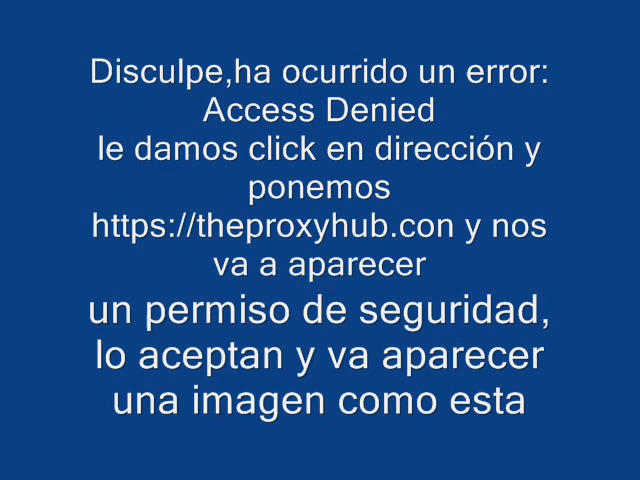 Disculpe,ha ocurrido un error:
Access Denied
le damos click en dirección y
ponemos
https://theproxyhub.con y nos
va a aparecer
un permiso de seguridad,
lo aceptan y va aparecer
una imagen como esta